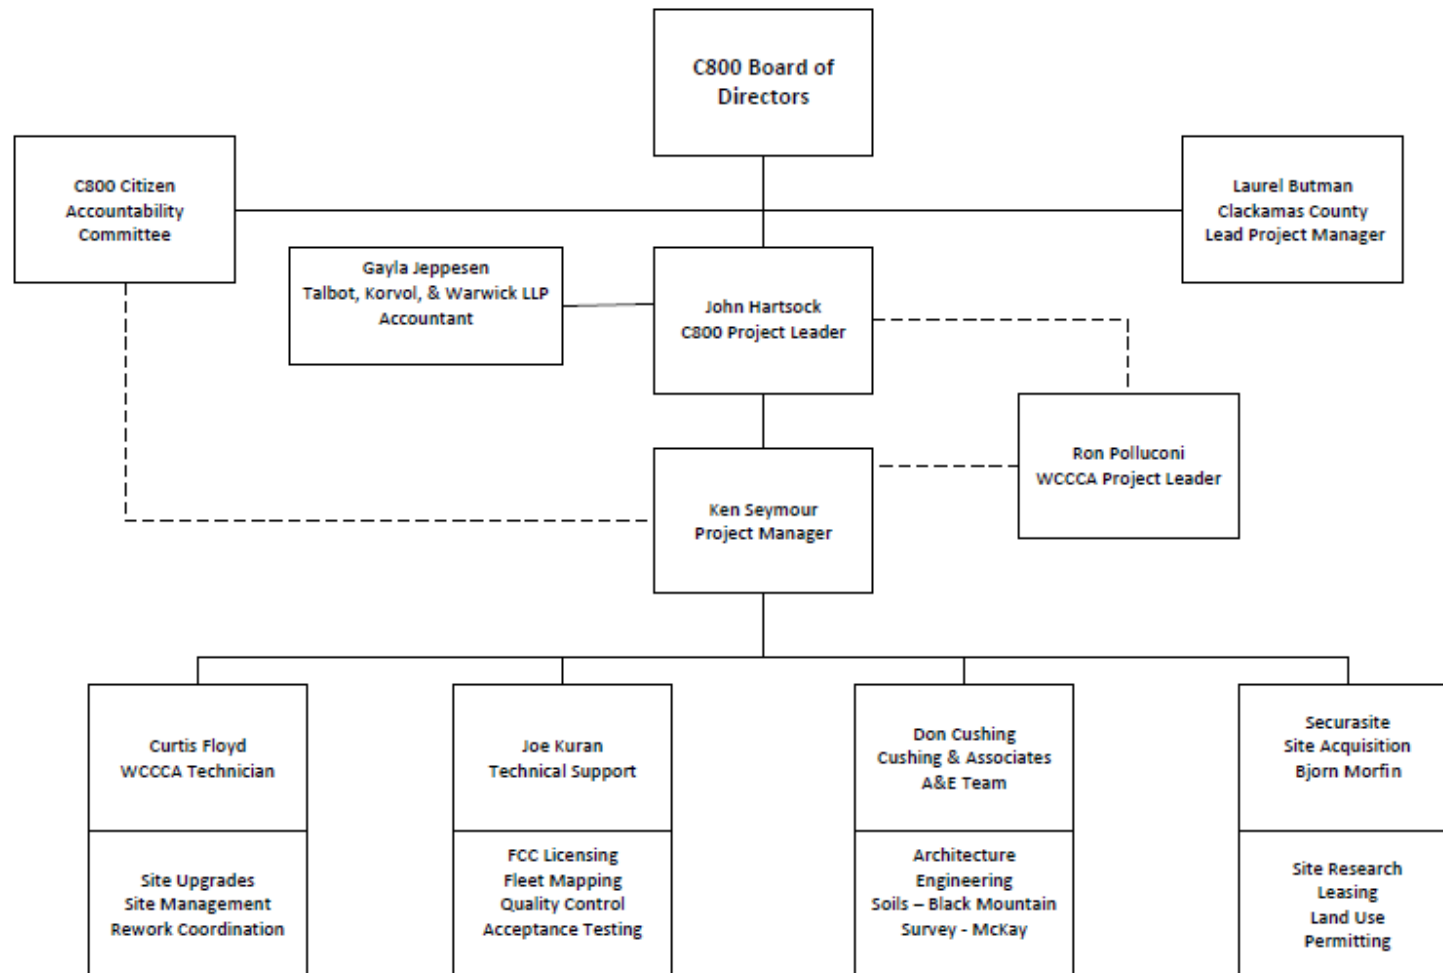 C800 Board of
Directors
C800 Citizen
Accountability
Committee
Laurel Butman
Clackamas County
Lead Project Manager
Gayla Jeppesen
Talbot, Korvol, & Warwick LLP
Accountant
John Hartsock
C800 Project Leader
Ron Polluconi
WCCCA Project Leader
Ken Seymour
Project Manager
Curtis Floyd
WCCCA Technician
Site Upgrades
Site Management
Rework Coordination
Joe Kuran
Technical Support
FCC Licensing
Fleet Mapping
Quality Control
Acceptance Testing
Don Cushing
Cushing & Associates
A&E Team
Architecture
Engineering
Soils – Black Mountain
Survey - McKay
Securasite
Site Acquisition
Bjorn Morfin
Site Research
Leasing
Land Use
Permitting